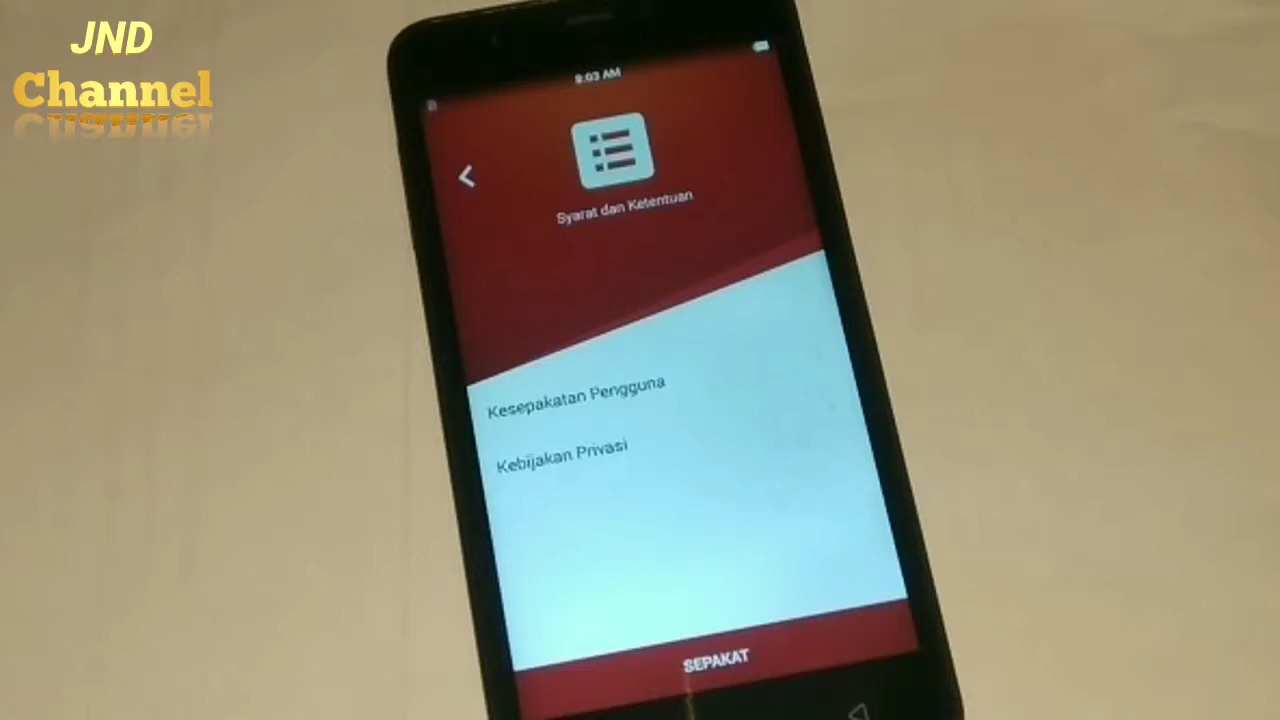 JND
Channel
9:03 AM
Syarat dan Ketentuan
Kesepakatan Pengguna
Kebijakan Privasi
SEPAKAT